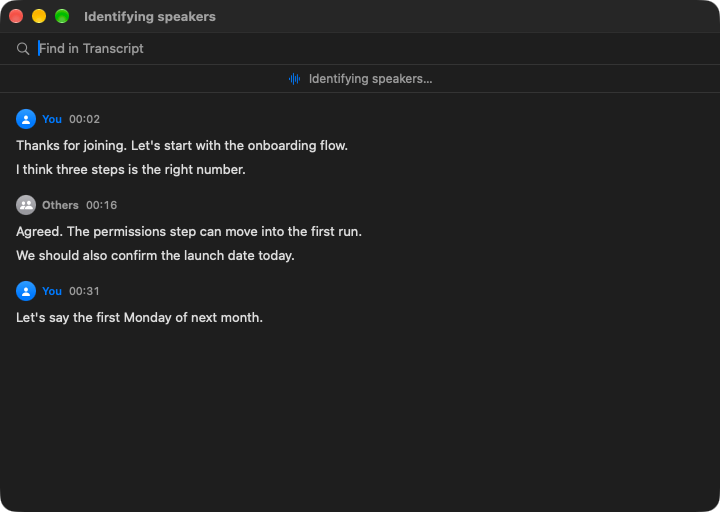 Identifying speakers
Find in Transcript
Identifying speakers...
You 00:02
Thanks for joining. Let's start with the onboarding flow.
I think three steps is the right number.
Others 00:16
Agreed. The permissions step can move into the first run.
We should also confirm the launch date today.
You 00:31
Let's say the first Monday of next month.